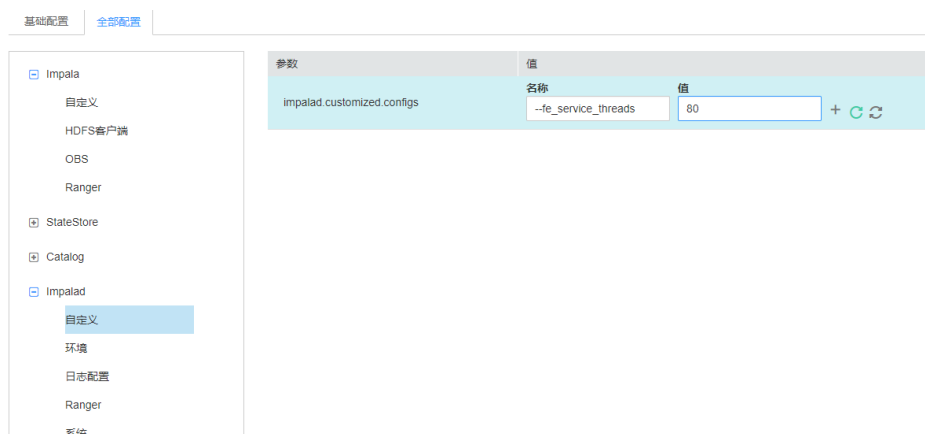 基础配置 全部配置
Impala
自定义
HDFS客户端
OBS
Ranger
StateStore
Catalog
Impalad
自定义
环境
日志配置
Ranger
系统
参数 值
名称 值
impalad.customized.configs --fe_service_threads 80